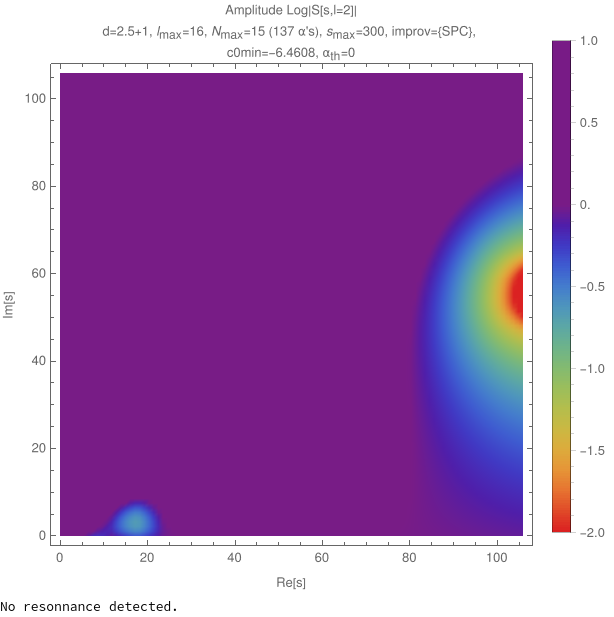 Amplitude Log|S[s,l=2]|
d=2.5+1, lmax=16, Nmax=15 (137 α's), smax=300, improv={SPC},
c0min=−6.4608, αth=0
1.0
0.5
0.
−0.5
−1.0
−1.5
−2.0
100
80
60
40
20
0
Im[s]
0 20 40 60 80 100
Re[s]
No resonnance detected.